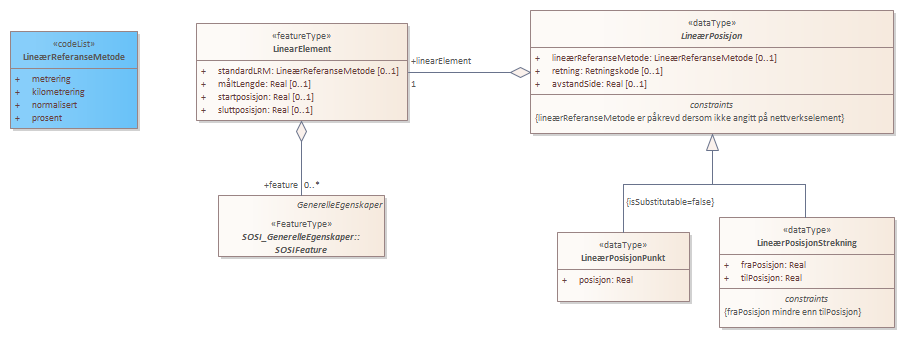 «codeList»
LineærReferanseMetode
+ metrering
+ kilometrering
+ normalisert
+ prosent
«featureType»
LinearElement
+ standardLRM: LineærReferanseMetode [0..1]
+ måltLengde: Real [0..1]
+ startposisjon: Real [0..1]
+ sluttposisjon: Real [0..1]
+linearElement
1
«dataType»
LineærPosisjon
+ lineærReferanseMetode: LineærReferanseMetode [0..1]
+ retning: Retningskode [0..1]
+ avstandSide: Real [0..1]
constraints
{lineærReferanseMetode er påkrevd dersom ikke angitt på nettverkselement}
+feature 0..*
GenerelleEgenskaper
«FeatureType»
SOSI_GenerelleEgenskaper::
SOSIFeature
{isSubstitutable=false}
«dataType»
LineærPosisjonPunkt
+ posisjon: Real
«dataType»
LineærPosisjonStrekning
+ fraPosisjon: Real
+ tilPosisjon: Real
constraints
{fraPosisjon mindre enn tilPosisjon}